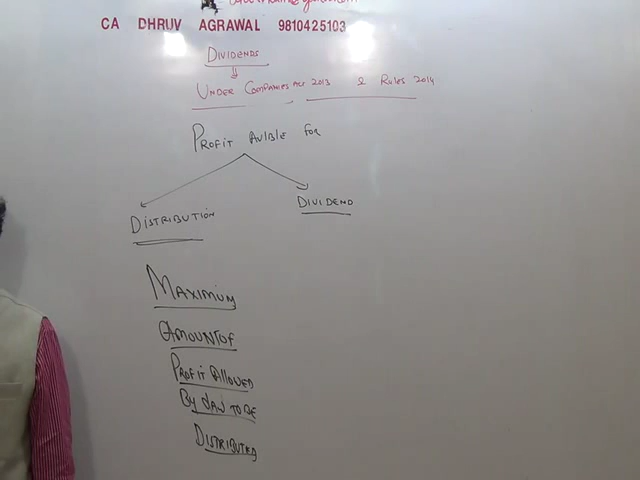 CA DHRUV AGRAWAL 9810425103
DIVIDENDS
UNDER COMPANIES ACT 2013 & RULES 2014
PROFIT AVLBLE FOR
DISTRIBUTION
DIVIDEND
MAXIMUM
AMOUNT OF
PROFIT ALLOWED
BY LAW TO BE
DISTRIBUTED